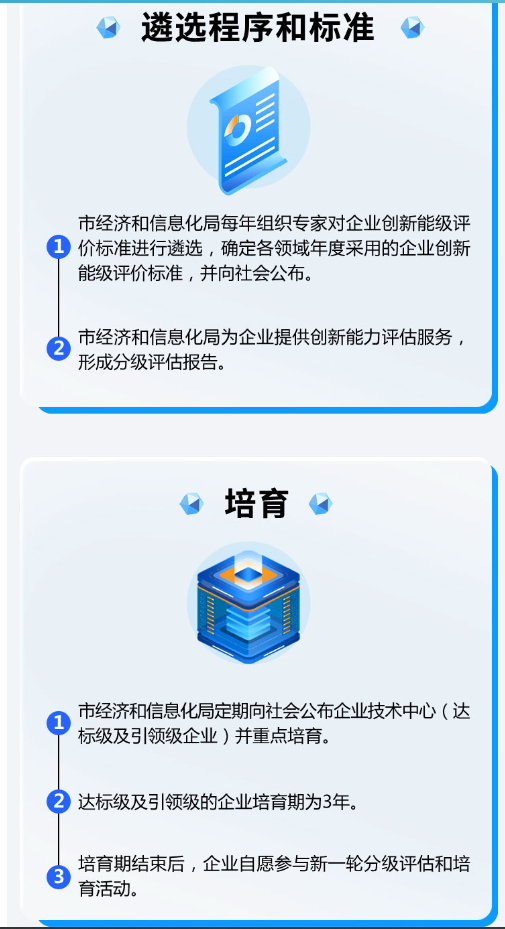 遴选程序和标准
市经济和信息化局每年组织专家对企业创新能级评
1
价标准进行遴选，确定各领域年度采用的企业创新
能级评价标准，并向社会公布。
市经济和信息化局为企业提供创新能力评估服务，
2
形成分级评估报告。
培育
市经济和信息化局定期向社会公布企业技术中心（达
1
标级及引领级企业）并重点培育。
2
达标级及引领级的企业培育期为3年。
培育期结束后，企业自愿参与新一轮分级评估和培
3
育活动。